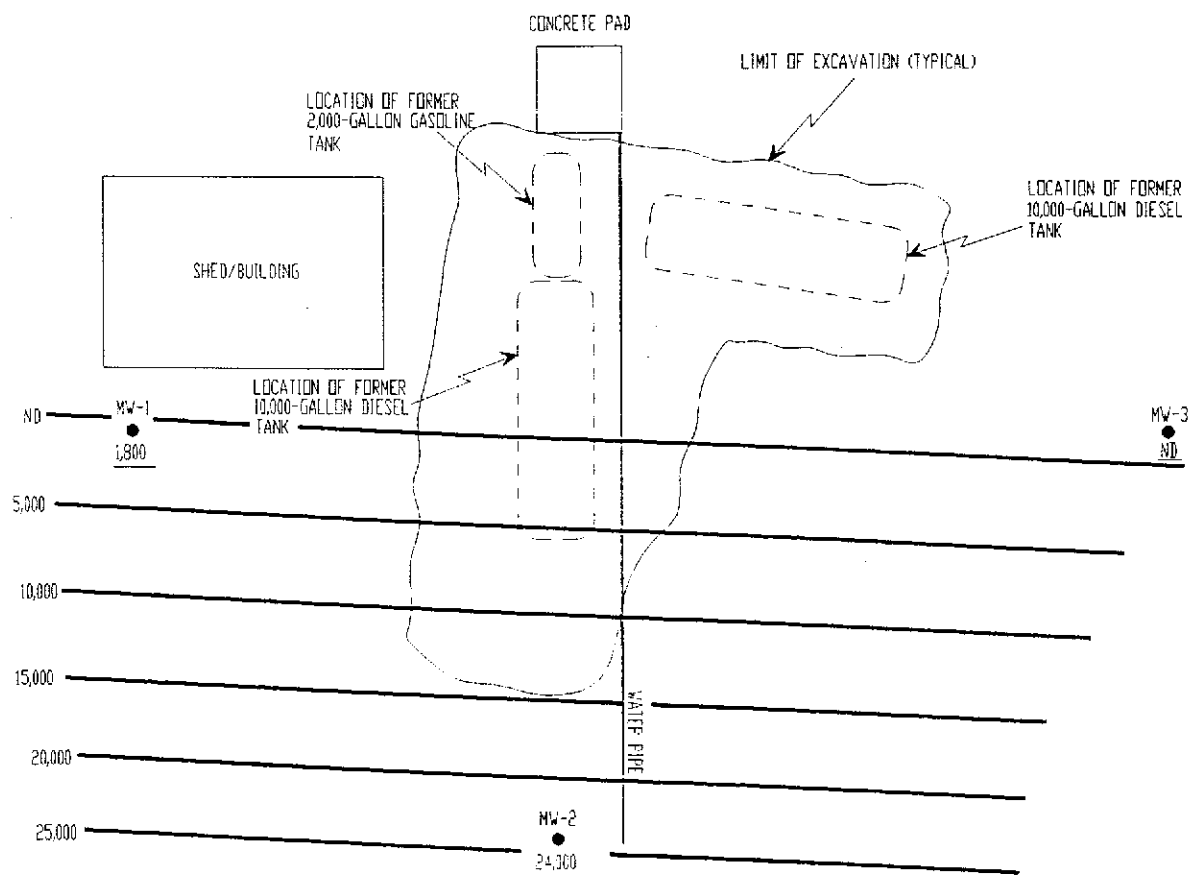 CONCRETE PAD
LIMIT OF EXCAVATION (TYPICAL)
LOCATION OF FORMER
2,000-GALLON GASOLINE
TANK
LOCATION OF FORMER
10,000-GALLON DIESEL
TANK
SHED/BUILDING
LOCATION OF FORMER
10,000-GALLON DIESEL
TANK
ND
MW-1
1,800
MW-3
ND
5,000
10,000
15,000
WATER PIPE
20,000
25,000
MW-2
24,000